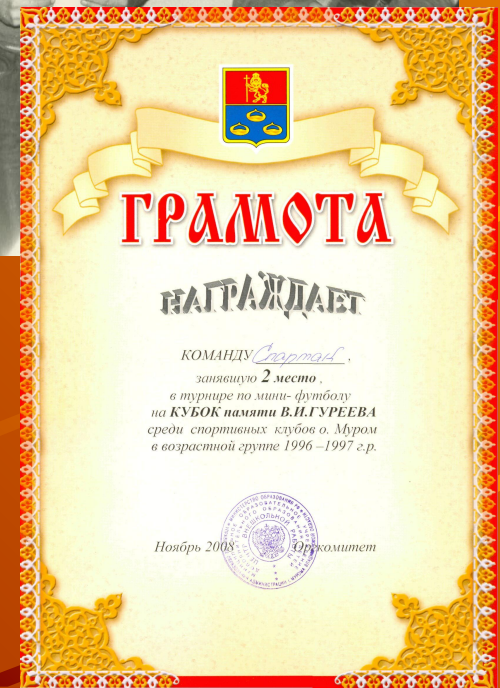 ГРАМОТА
НАГРАЖДАЕТ
КОМАНДУ Спартак,
занявшую 2 место ,
в турнире по мини- футболу
на КУБОК памяти В.И.ГУРЕЕВА
среди спортивных клубов о. Муром
в возрастной группе 1996 –1997 г.р.
Ноябрь 2008 Оргкомитет